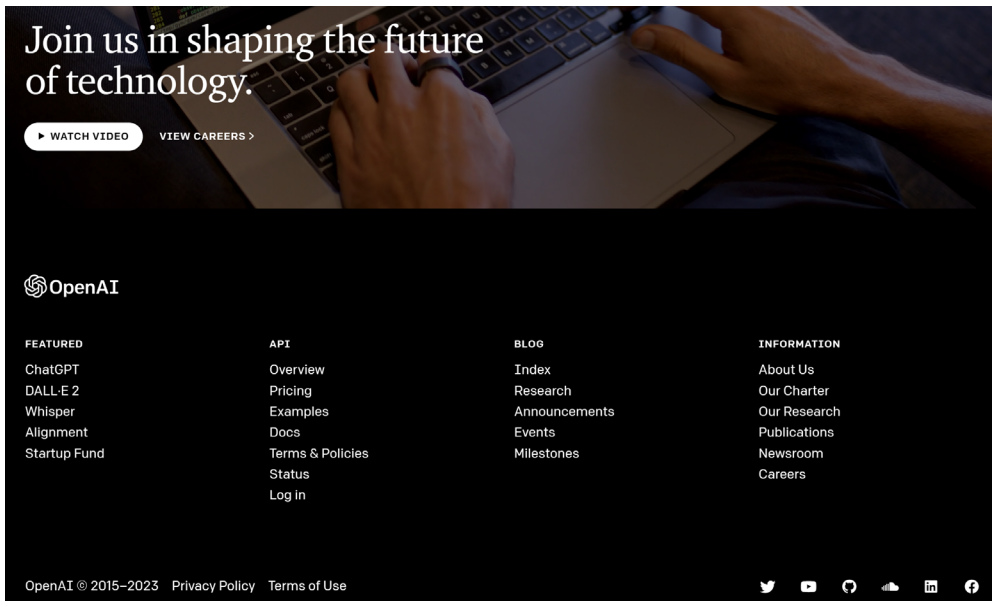 Join us in shaping the future
of technology.
WATCH VIDEO
VIEW CAREERS >
OpenAI
FEATURED
ChatGPT
DALL·E 2
Whisper
Alignment
Startup Fund
API
Overview
Pricing
Examples
Docs
Terms & Policies
Status
Log in
BLOG
Index
Research
Announcements
Events
Milestones
INFORMATION
About Us
Our Charter
Our Research
Publications
Newsroom
Careers
OpenAI © 2015–2023 Privacy Policy Terms of Use